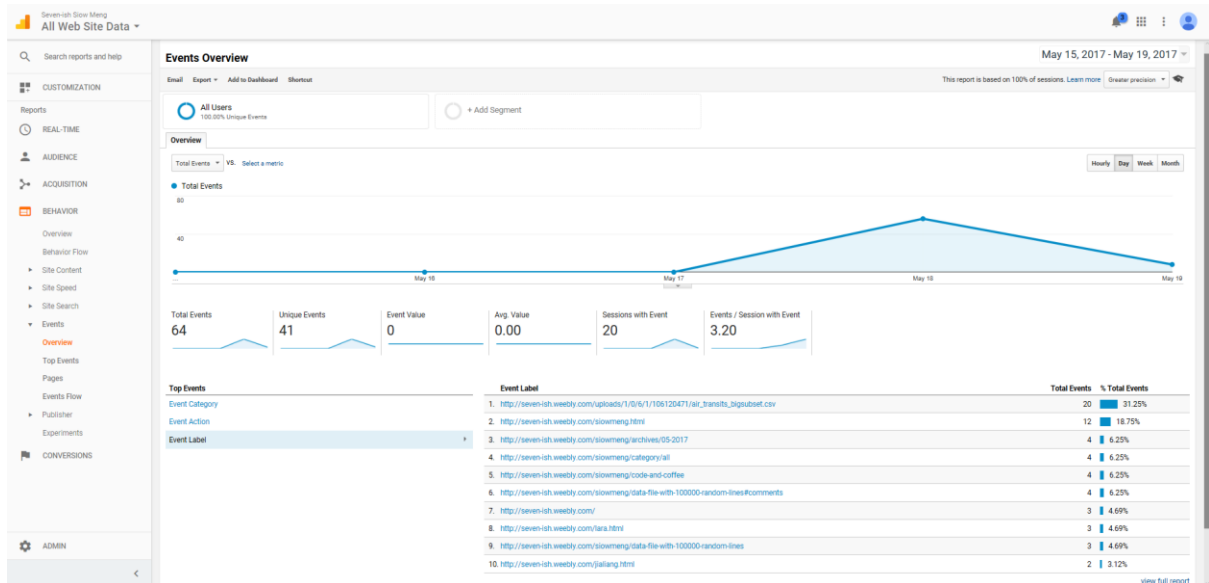 Seven-ish Siow Meng
All Web Site Data
3
Search reports and help
CUSTOMIZATION
Reports
REAL-TIME
AUDIENCE
ACQUISITION
BEHAVIOR
Overview
Behavior Flow
Site Content
Site Speed
Site Search
Events
Overview
Top Events
Pages
Events Flow
Publisher
Experiments
CONVERSIONS
ADMIN
Events Overview
May 15, 2017 - May 19, 2017
Email Export Add to Dashboard Shortcut
This report is based on 100% of sessions. Learn more Greater precision
All Users
100.00% Unique Events
+ Add Segment
Overview
Total Events VS. Select a metric
Hourly Day Week Month
Total Events
80
40
... May 16 May 17 May 18 May 19
Total Events Unique Events Event Value Avg. Value Sessions with Event Events / Session with Event
64 41 0 0.00 20 3.20
Top Events
Event Category
Event Action
Event Label
Event Label Total Events % Total Events
1. http://seven-ish.weebly.com/uploads/1/0/6/1/106120471/air_transits_bigsubset.csv 20 31.25%
2. http://seven-ish.weebly.com/siowmeng.html 12 18.75%
3. http://seven-ish.weebly.com/siowmeng/archives/05-2017 4 6.25%
4. http://seven-ish.weebly.com/siowmeng/category/all 4 6.25%
5. http://seven-ish.weebly.com/siowmeng/code-and-coffee 4 6.25%
6. http://seven-ish.weebly.com/siowmeng/data-file-with-100000-random-lines#comments 4 6.25%
7. http://seven-ish.weebly.com/ 3 4.69%
8. http://seven-ish.weebly.com/lara.html 3 4.69%
9. http://seven-ish.weebly.com/siowmeng/data-file-with-100000-random-lines 3 4.69%
10. http://seven-ish.weebly.com/jialiang.html 2 3.12%
view full report